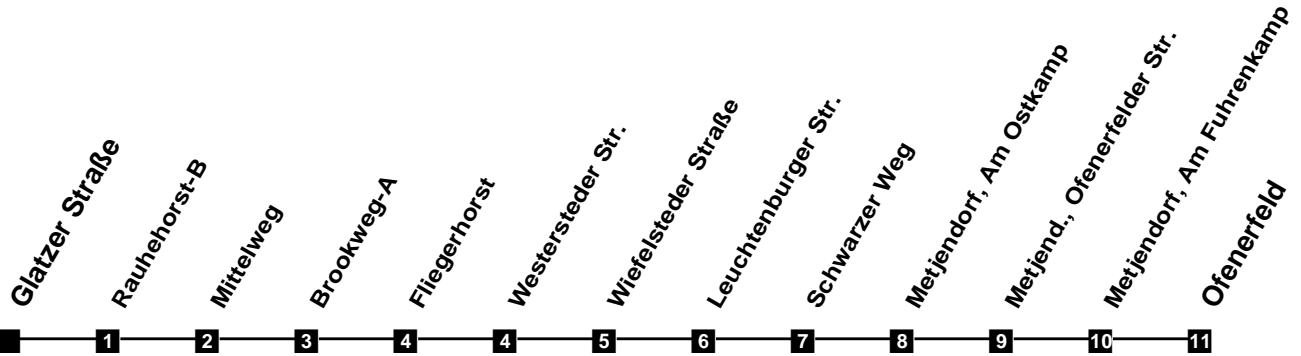 Glatzer Straße
Rauhehorst-B
Mittelweg
Brookweg-A
Fliegerhorst
Westersteder Str.
Wiefelsteder Straße
Leuchtenburger Str.
Schwarzer Weg
Metjendorf, Am Ostkamp
Metjend., Ofenerfelder Str.
Metjendorf, Am Fuhrenkamp
Ofenerfeld
1 2 3 4 4 5 6 7 8 9 10 11